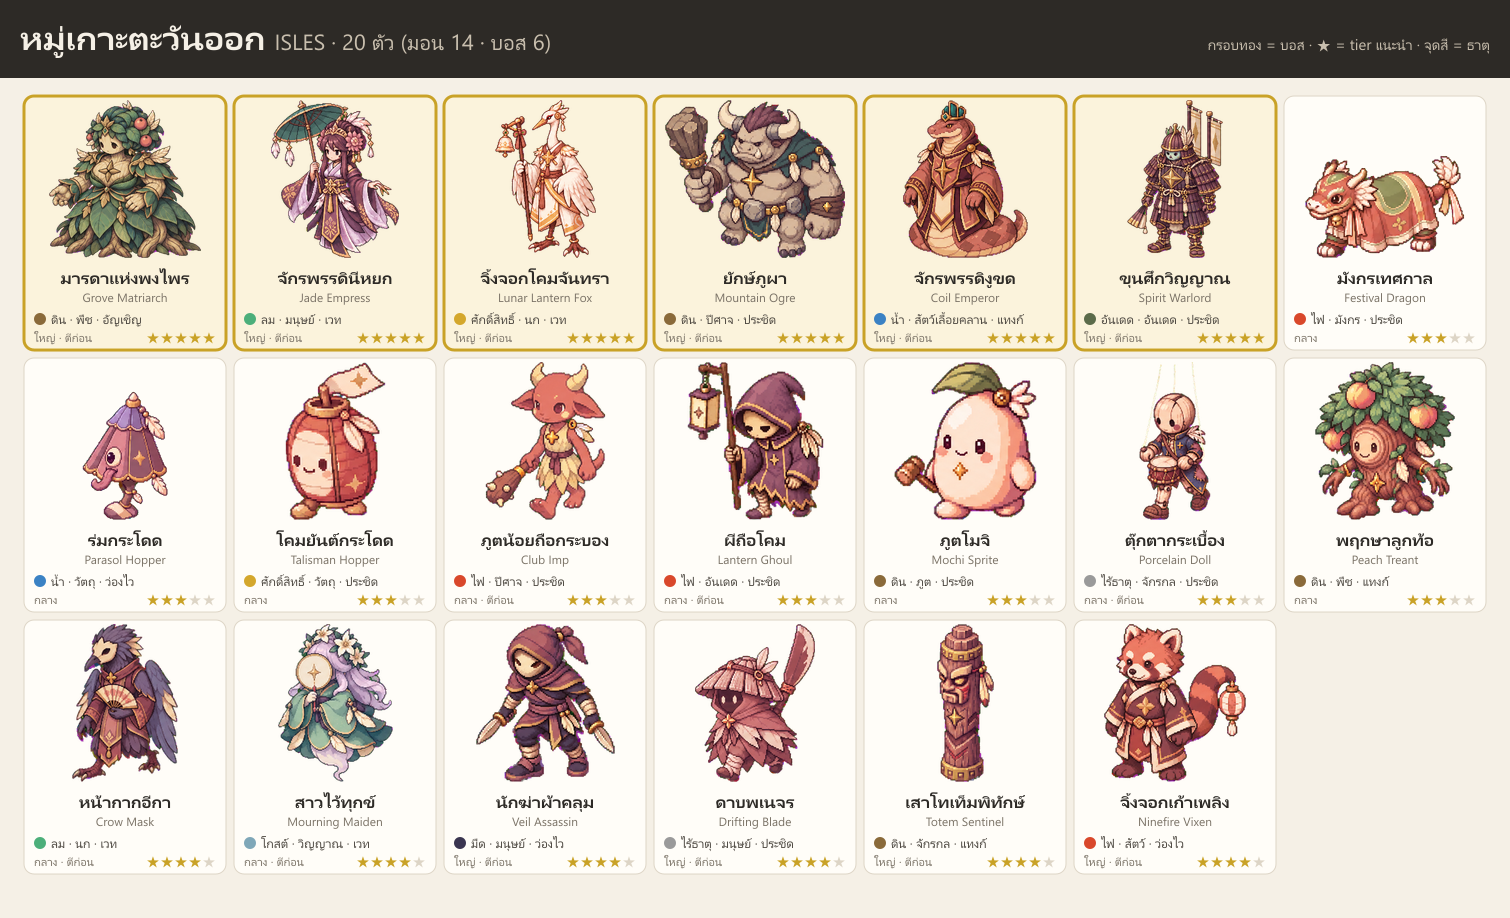 หมู่เกาะตะวันออก ISLES · 20 ตัว (มอน 14 · บอส 6)
กรอบทอง = บอส · ★ = tier แนะนำ · จุดสี = ธาตุ
มารดาแห่งพงไพร
Grove Matriarch
ดิน · พืช · อัญเชิญ
ใหญ่ · ตีก่อน ★★★★★
จักรพรรดินีหยก
Jade Empress
ลม · มนุษย์ · เวท
ใหญ่ · ตีก่อน ★★★★★
จิ้งจอกโคมจันทรา
Lunar Lantern Fox
ศักดิ์สิทธิ์ · นก · เวท
ใหญ่ · ตีก่อน ★★★★★
ยักษ์ภูผา
Mountain Ogre
ดิน · ปีศาจ · ประชิด
ใหญ่ · ตีก่อน ★★★★★
จักรพรรดิงูขด
Coil Emperor
น้ำ · สัตว์เลื้อยคลาน · แทงก์
ใหญ่ · ตีก่อน ★★★★★
ขุนศึกวิญญาณ
Spirit Warlord
อันเดด · อันเดด · ประชิด
ใหญ่ · ตีก่อน ★★★★★
มังกรเทศกาล
Festival Dragon
ไฟ · มังกร · ประชิด
กลาง ★★★★★
ร่มกระโดด
Parasol Hopper
น้ำ · วัตถุ · ว่องไว
กลาง ★★★★★
โคมยันต์กระโดด
Talisman Hopper
ศักดิ์สิทธิ์ · วัตถุ · ประชิด
กลาง ★★★★★
ภูตน้อยถือกระบอง
Club Imp
ไฟ · ปีศาจ · ประชิด
กลาง · ตีก่อน ★★★★★
ผีถือโคม
Lantern Ghoul
ไฟ · อันเดด · ประชิด
กลาง · ตีก่อน ★★★★★
ภูตโมจิ
Mochi Sprite
ดิน · ภูต · ประชิด
กลาง ★★★★★
ตุ๊กตากระเบื้อง
Porcelain Doll
ไร้ธาตุ · จักรกล · ประชิด
กลาง · ตีก่อน ★★★★★
พฤกษาลูกท้อ
Peach Treant
ดิน · พืช · แทงก์
กลาง ★★★★★
หน้ากากอีกา
Crow Mask
ลม · นก · เวท
กลาง · ตีก่อน ★★★★★
สาวไว้ทุกข์
Mourning Maiden
โกสต์ · วิญญาณ · เวท
กลาง · ตีก่อน ★★★★★
นักฆ่าผ้าคลุม
Veil Assassin
มืด · มนุษย์ · ว่องไว
ใหญ่ · ตีก่อน ★★★★★
ดาบพเนจร
Drifting Blade
ไร้ธาตุ · มนุษย์ · ประชิด
ใหญ่ · ตีก่อน ★★★★★
เสาโทเท็มพิทักษ์
Totem Sentinel
ดิน · จักรกล · แทงก์
ใหญ่ · ตีก่อน ★★★★★
จิ้งจอกเก้าเพลิง
Ninefire Vixen
ไฟ · สัตว์ · ว่องไว
ใหญ่ · ตีก่อน ★★★★★